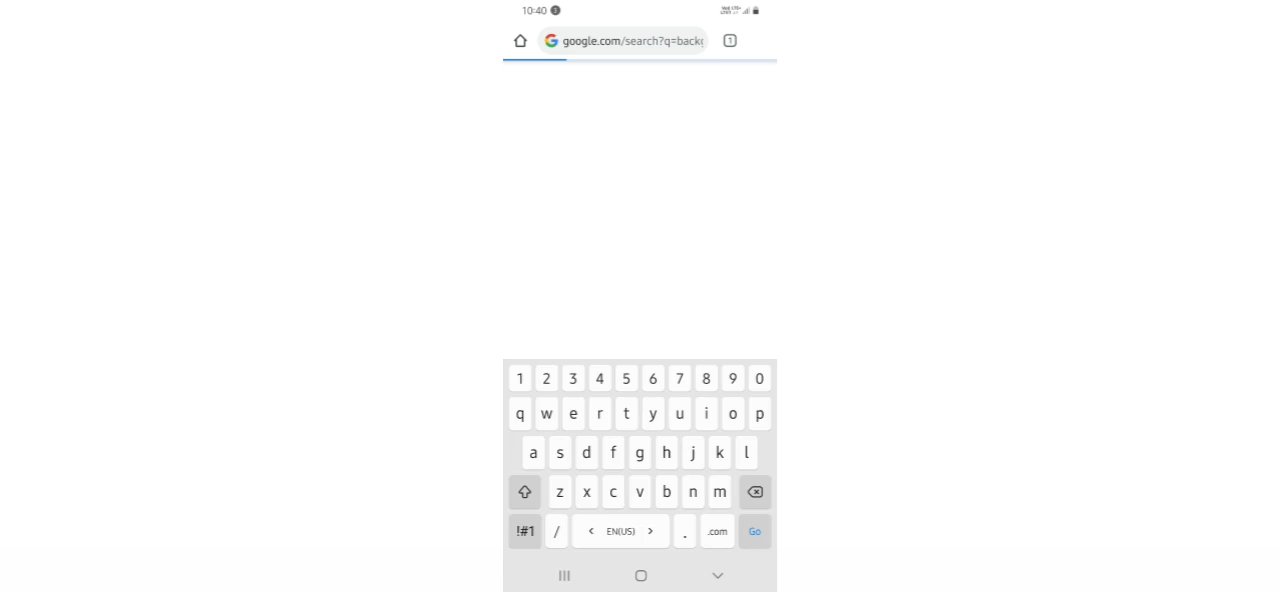 10:40
google.com/search?q=backg
1
1 2 3 4 5 6 7 8 9 0
q w e r t y u i o p
a s d f g h j k l
z x c v b n m
!#1 / < EN(US) > . .com Go